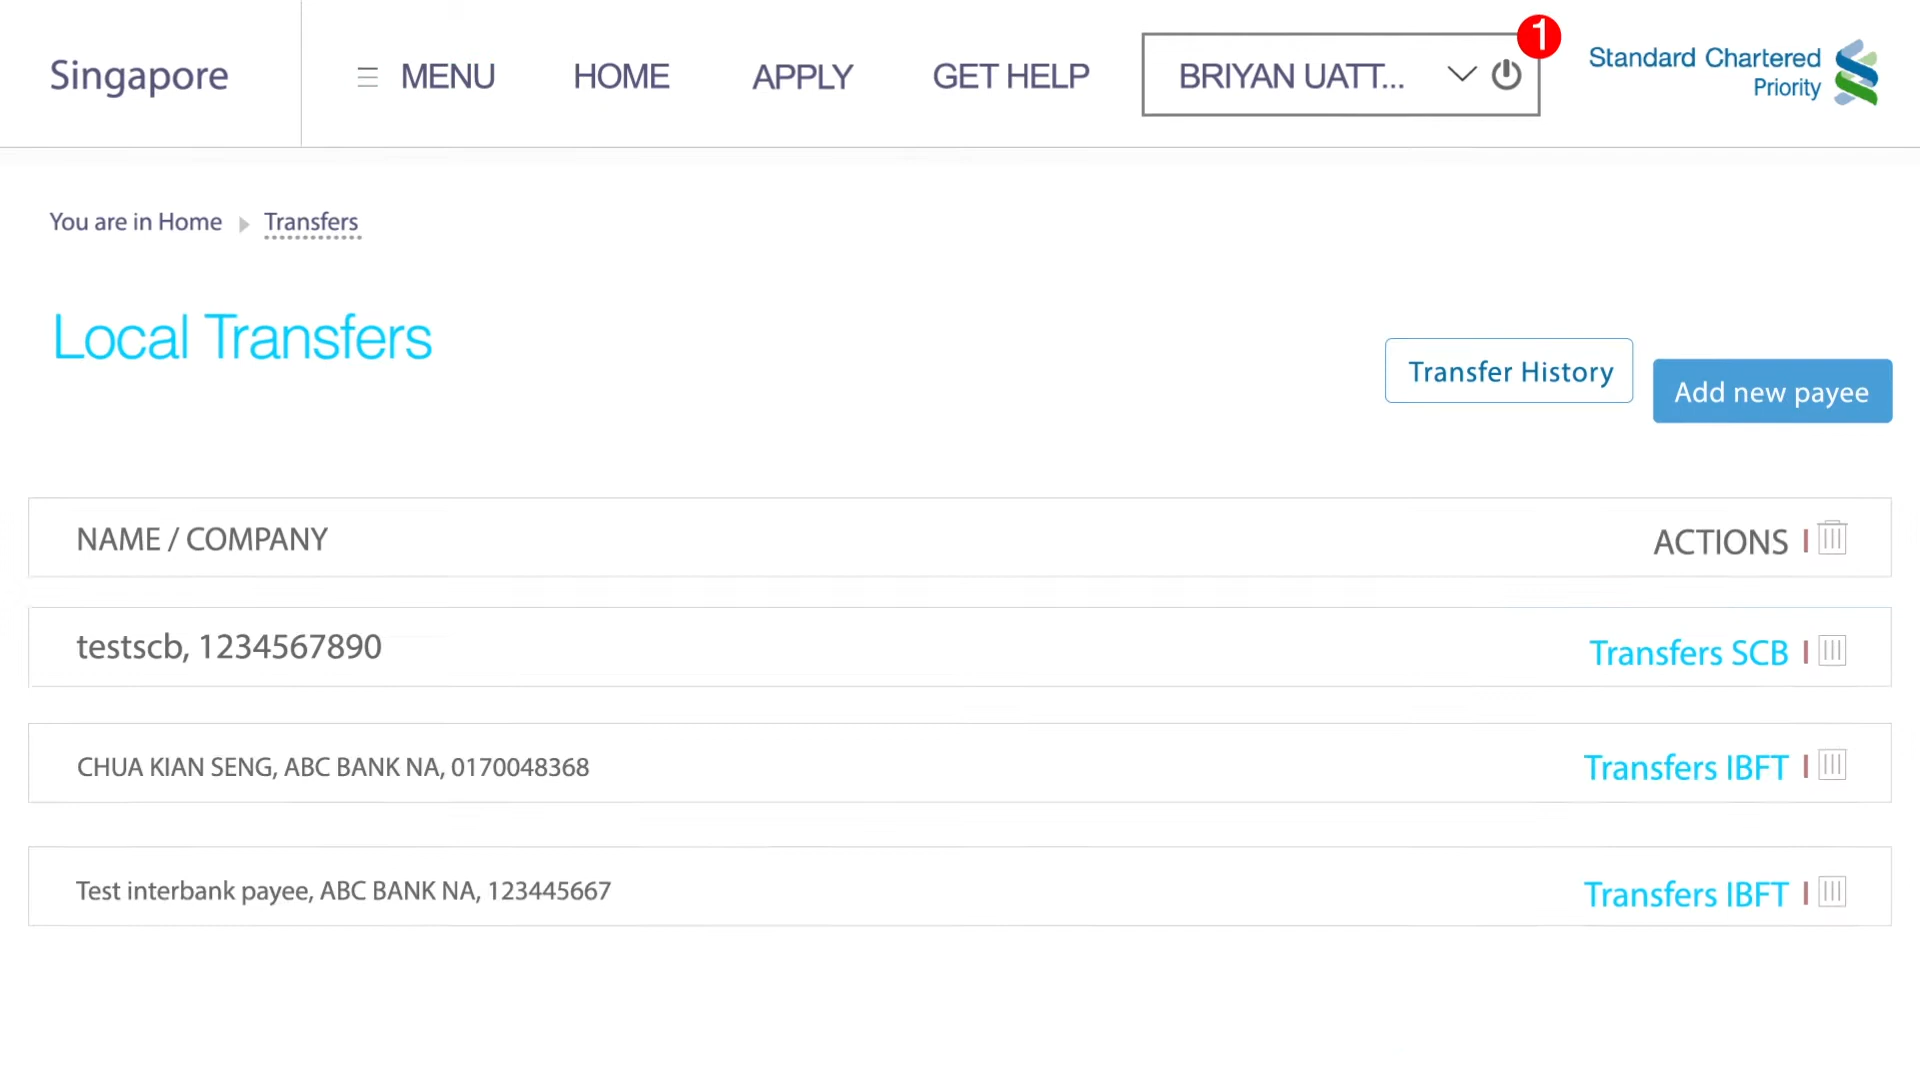 Singapore
MENU
HOME
APPLY
GET HELP
BRIYAN UATT...
1
Standard Chartered
Priority
You are in Home
Transfers
Local Transfers
Transfer History
Add new payee
NAME / COMPANY
ACTIONS
testscb, 1234567890
Transfers SCB
CHUA KIAN SENG, ABC BANK NA, 0170048368
Transfers IBFT
Test interbank payee, ABC BANK NA, 123445667
Transfers IBFT